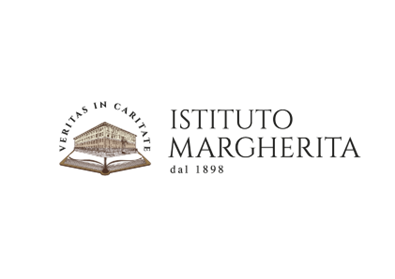 VERITAS IN CARITATE
ISTITUTO
MARGHERITA
dal 1898